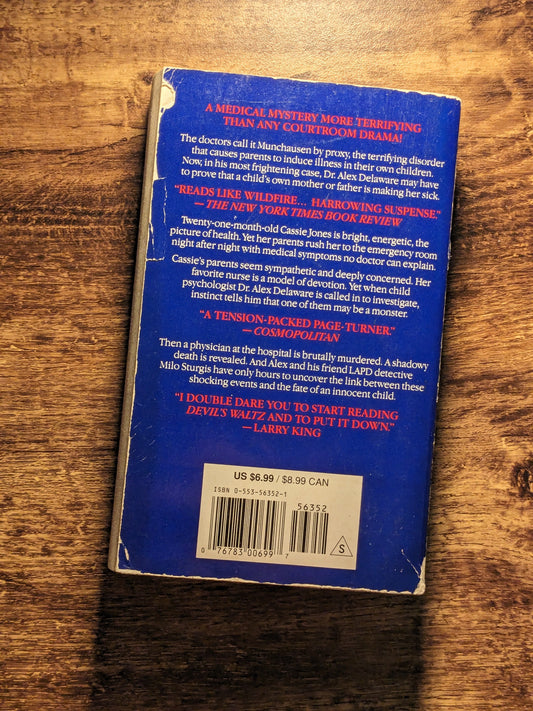 A MEDICAL MYSTERY MORE TERRIFYING
THAN ANY COURTROOM DRAMA!
The doctors call it Munchausen by proxy, the terrifying disorder
that causes parents to induce illness in their own children.
Now, in his most frightening case, Dr. Alex Delaware may have
to prove that a child's own mother or father is making her sick.
"READS LIKE WILDFIRE... HARROWING SUSPENSE."
—THE NEW YORK TIMES BOOK REVIEW
Twenty-one-month-old Cassie Jones is bright, energetic, the
picture of health. Yet her parents rush her to the emergency room
night after night with medical symptoms no doctor can explain.
Cassie's parents seem sympathetic and deeply concerned. Her
favorite nurse is a model of devotion. Yet when child
psychologist Dr. Alex Delaware is called in to investigate,
instinct tells him that one of them may be a monster.
"A TENSION-PACKED PAGE-TURNER."
—COSMOPOLITAN
Then a physician at the hospital is brutally murdered. A shadowy
death is revealed. And Alex and his friend LAPD detective
Milo Sturgis have only hours to uncover the link between these
shocking events and the fate of an innocent child.
"I DOUBLE DARE YOU TO START READING
DEVIL'S WALTZ AND TO PUT IT DOWN."
—LARRY KING
US $6.99 / $8.99 CAN
ISBN 0-553-56352-1
56352
0 76783 00699 7
S